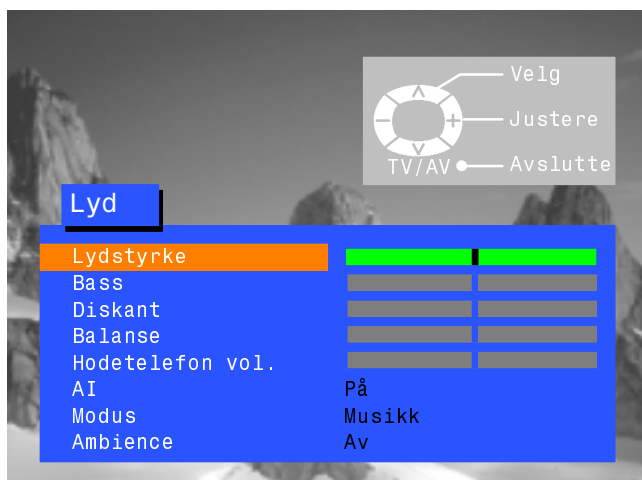 Velg
Justere
TV/AV Avslutte
Lyd
Lydstyrke
Bass
Diskant
Balanse
Hodetelefon vol.
AI På
Modus Musikk
Ambience Av